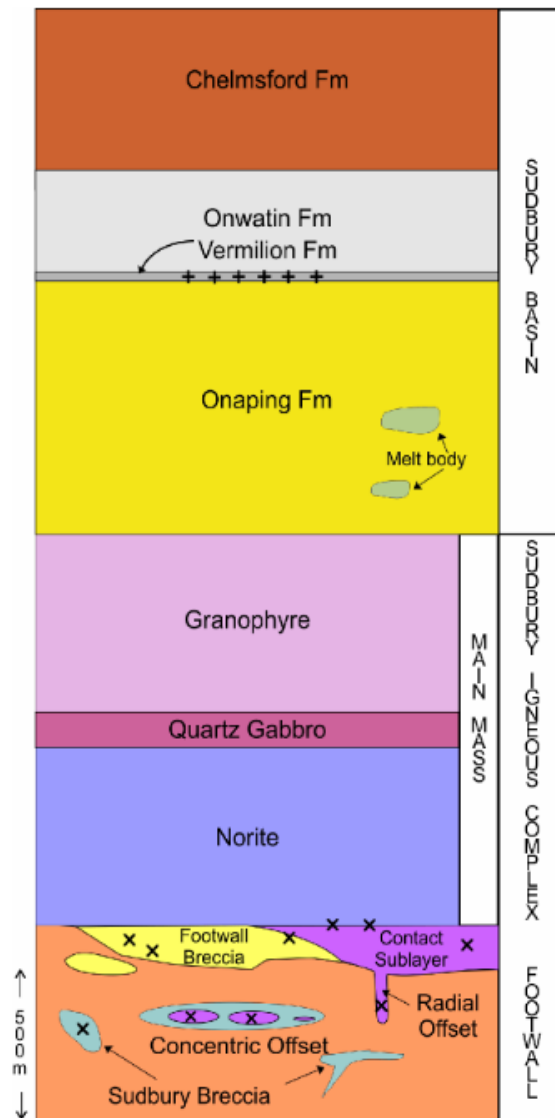 Chelmsford Fm
Onwatin Fm
Vermilion Fm
Onaping Fm
Melt body
SUDBURY BASIN
Granophyre
Quartz Gabbro
Norite
MAIN MASS
SUDBURY IGNEOUS COMPLEX
Footwall
Breccia
Contact
Sublayer
Radial
Offset
Concentric Offset
Sudbury Breccia
FOOTWALL
500m